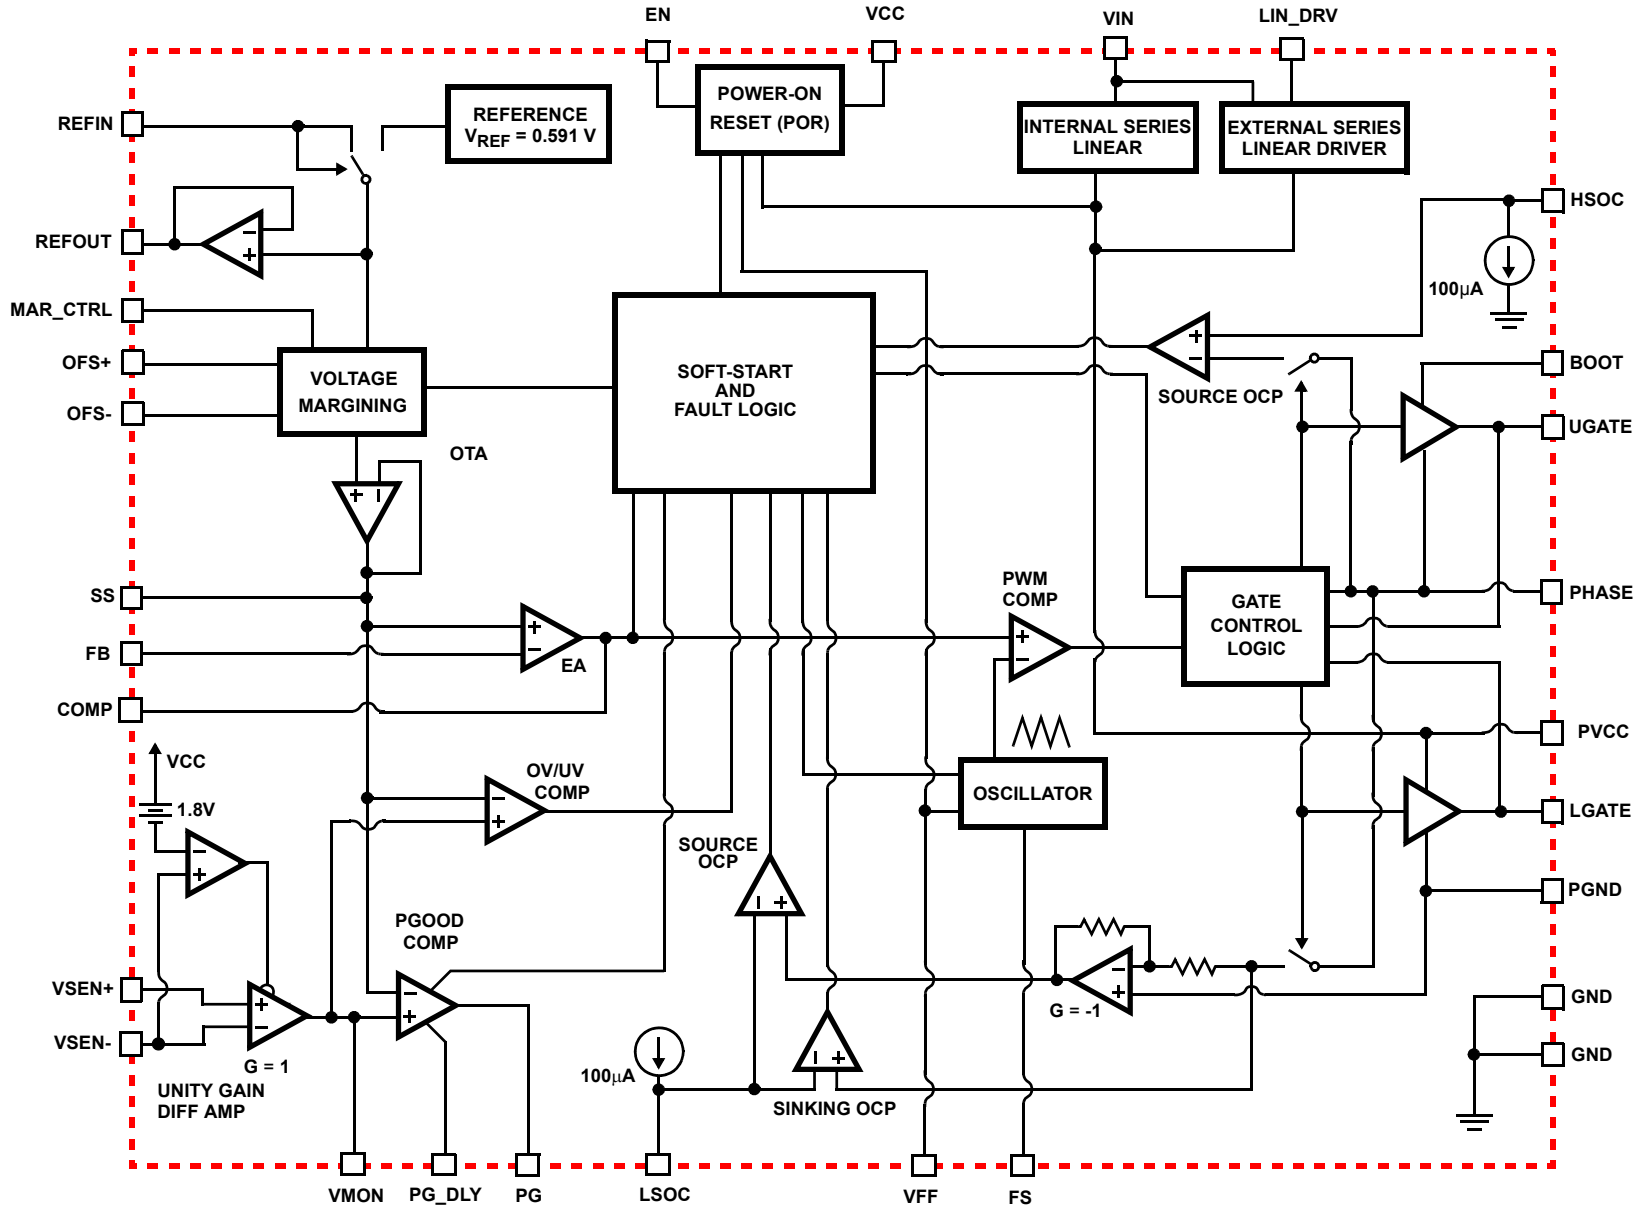 EN
VCC
VIN
LIN_DRV
REFIN
REFERENCE
VREF = 0.591 V
POWER-ON
RESET (POR)
INTERNAL SERIES
LINEAR
EXTERNAL SERIES
LINEAR DRIVER
HSOC
REFOUT
-
+
100µA
MAR_CTRL
OFS+
OFS-
VOLTAGE
MARGINING
SOFT-START
AND
FAULT LOGIC
+
-
SOURCE OCP
BOOT
UGATE
OTA
+ -
SS
FB
COMP
+
-
EA
PWM
COMP
+
-
GATE
CONTROL
LOGIC
PHASE
PVCC
VCC
1.8V
OV/UV
COMP
-
+
OSCILLATOR
LGATE
-
+
SOURCE
OCP
- +
PGND
PGOOD
COMP
-
+
VSEN+
VSEN-
+
-
G = 1
UNITY GAIN
DIFF AMP
-
+
G = -1
GND
GND
100µA
- +
SINKING OCP
VMON
PG_DLY
PG
LSOC
VFF
FS